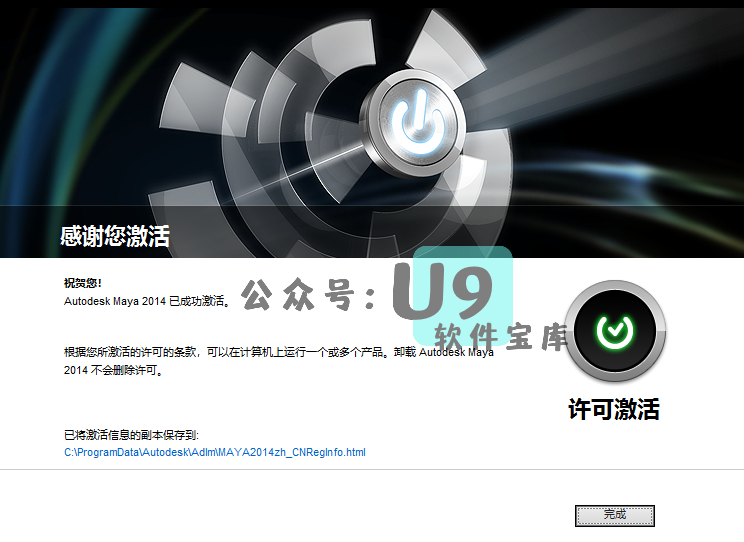 感谢您激活
祝贺您!
Autodesk Maya 2014 已成功激活。
公众号:U9
软件宝库
根据您所激活的许可的条款，可以在计算机上运行一个或多个产品。卸载 Autodesk Maya
2014 不会删除许可。
许可激活
已将激活信息的副本保存到:
C:\ProgramData\Autodesk\Adlm\MAYA2014zh_CNRegInfo.html
完成